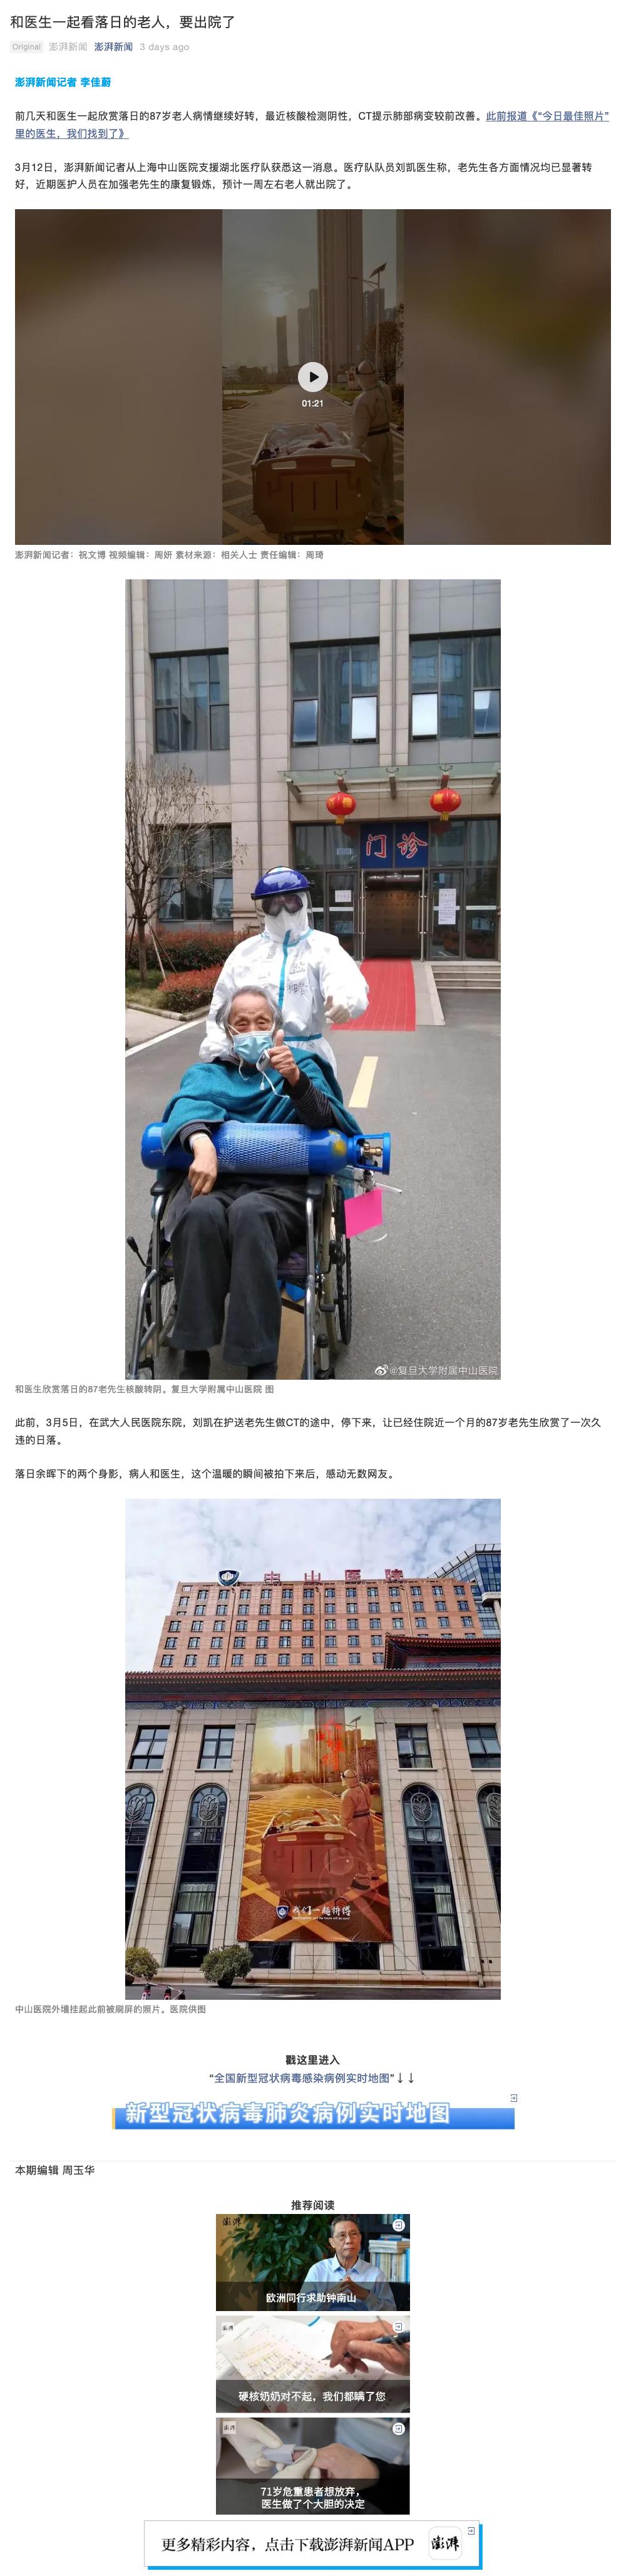 和医生一起看落日的老人，要出院了
Original 澎湃新闻 澎湃新闻 3 days ago
澎湃新闻记者 李佳蔚
前几天和医生一起欣赏落日的87岁老人病情继续好转，最近核酸检测阴性，CT提示肺部病变较前改善。此前报道《“今日最佳照片”
里的医生，我们找到了》
3月12日，澎湃新闻记者从上海中山医院支援湖北医疗队获悉这一消息。医疗队队员刘凯医生称，老先生各方面情况均已显著转
好，近期医护人员在加强老先生的康复锻炼，预计一周左右老人就出院了。
01:21
澎湃新闻记者：祝文博 视频编辑：周妍 素材来源：相关人士 责任编辑：周琦
门诊
@复旦大学附属中山医院
和医生欣赏落日的87老先生核酸转阴。复旦大学附属中山医院 图
此前，3月5日，在武大人民医院东院，刘凯在护送老先生做CT的途中，停下来，让已经住院近一个月的87岁老先生欣赏了一次久
违的日落。
落日余晖下的两个身影，病人和医生，这个温暖的瞬间被拍下来后，感动无数网友。
中山医院
我们一起拼得
中山医院外墙挂起此前被刷屏的照片。医院供图
戳这里进入
“全国新型冠状病毒感染病例实时地图”↓↓
新型冠状病毒肺炎病例实时地图
本期编辑 周玉华
推荐阅读
澎湃
欧洲同行求助钟南山
澎湃
硬核奶奶对不起，我们都瞒了您
澎湃
71岁危重患者想放弃，
医生做了个大胆的决定
更多精彩内容，点击下载澎湃新闻APP 澎湃